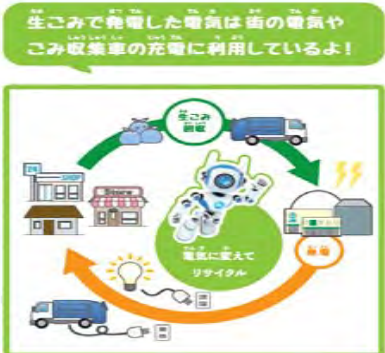 生ごみで発電した電気は街の電気や
ごみ収集車の充電に利用しているよ！
生ごみ
回収
SHOP
Store
電気に変えて
リサイクル
発電